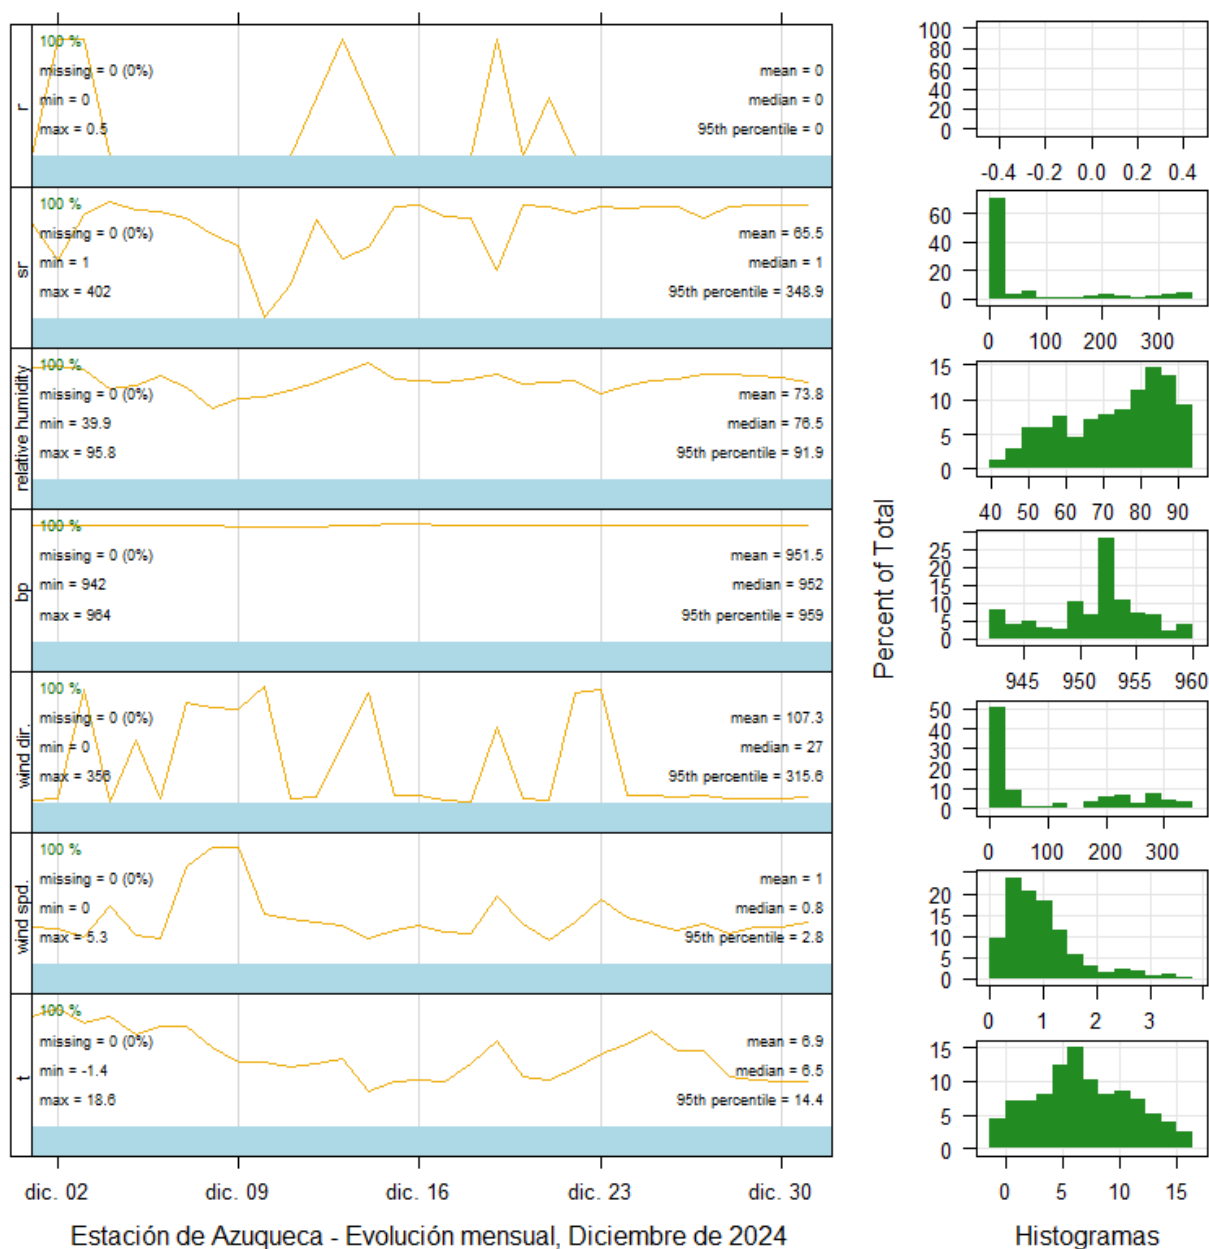 r
100 %
missing = 0 (0%)
min = 0
max = 0.5
mean = 0
median = 0
95th percentile = 0
sr
100 %
missing = 0 (0%)
min = 1
max = 402
mean = 65.5
median = 1
95th percentile = 348.9
relative humidity
100 %
missing = 0 (0%)
min = 39.9
max = 95.8
mean = 73.8
median = 76.5
95th percentile = 91.9
bp
100 %
missing = 0 (0%)
min = 942
max = 964
mean = 951.5
median = 952
95th percentile = 959
wind dir.
100 %
missing = 0 (0%)
min = 0
max = 356
mean = 107.3
median = 27
95th percentile = 315.6
wind spd.
100 %
missing = 0 (0%)
min = 0
max = 5.3
mean = 1
median = 0.8
95th percentile = 2.8
t
100 %
missing = 0 (0%)
min = -1.4
max = 18.6
mean = 6.9
median = 6.5
95th percentile = 14.4
dic. 02 dic. 09 dic. 16 dic. 23 dic. 30
Estación de Azuqueca - Evolución mensual, Diciembre de 2024
Percent of Total
100
80
60
40
20
0
-0.4 -0.2 0.0 0.2 0.4
60
40
20
0
0 100 200 300
15
10
5
0
40 50 60 70 80 90
25
20
15
10
5
0
945 950 955 960
50
40
30
20
10
0
0 100 200 300
20
15
10
5
0
0 1 2 3
15
10
5
0
0 5 10 15
Histogramas